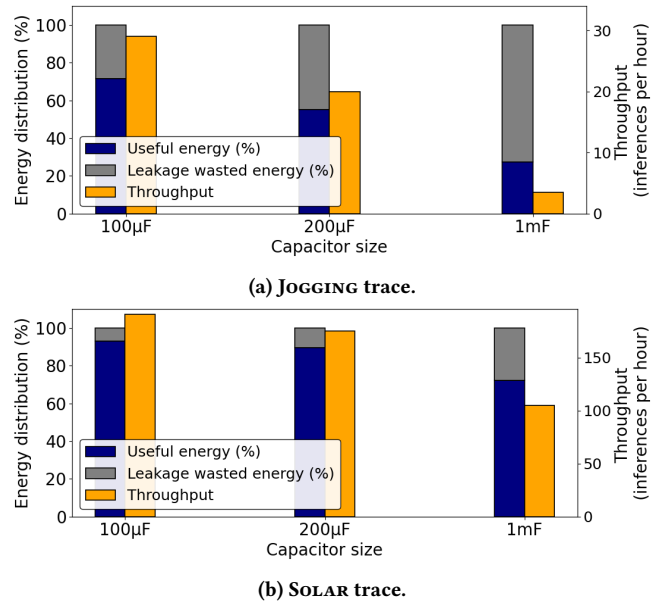 100
80
60
40
20
0
Energy distribution (%)
30
20
10
0
Throughput
(inferences per hour)
Useful energy (%)
Leakage wasted energy (%)
Throughput
100μF
200μF
1mF
Capacitor size
(a) Jogging trace.
100
80
60
40
20
0
Energy distribution (%)
150
100
50
0
Throughput
(inferences per hour)
Useful energy (%)
Leakage wasted energy (%)
Throughput
100μF
200μF
1mF
Capacitor size
(b) Solar trace.